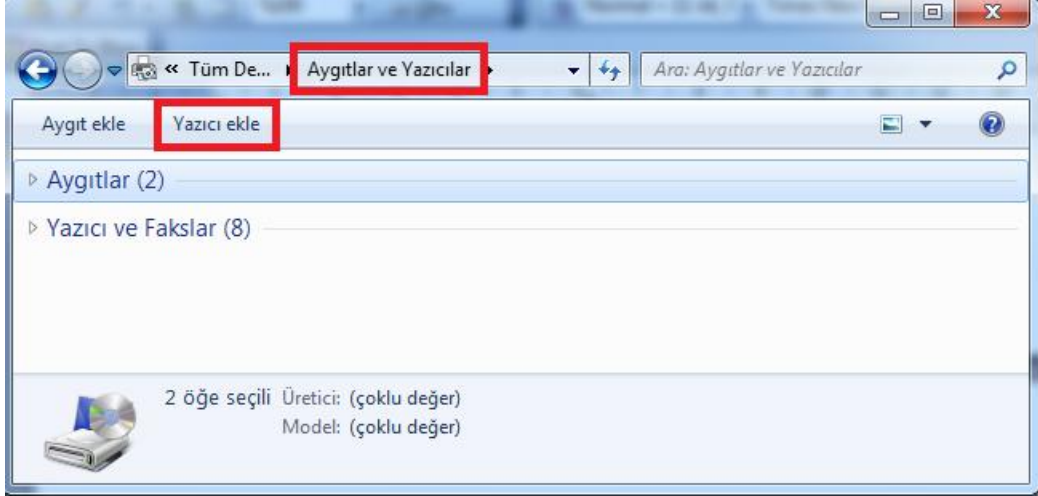 « Tüm De... Aygıtlar ve Yazıcılar Ara: Aygıtlar ve Yazıcılar
Aygıt ekle Yazıcı ekle
Aygıtlar (2)
Yazıcı ve Fakslar (8)
2 öğe seçili Üretici: (çoklu değer)
Model: (çoklu değer)